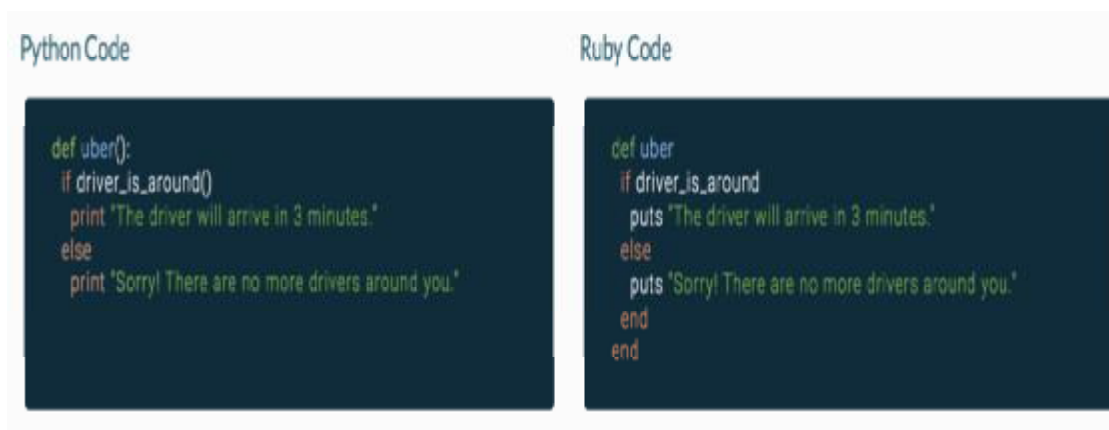 Python Code
def uber():
if driver_is_around()
print "The driver will arrive in 3 minutes."
else
print "Sorry! There are no more drivers around you."
Ruby Code
def uber
if driver_is_around
puts "The driver will arrive in 3 minutes."
else
puts "Sorry! There are no more drivers around you."
end
end